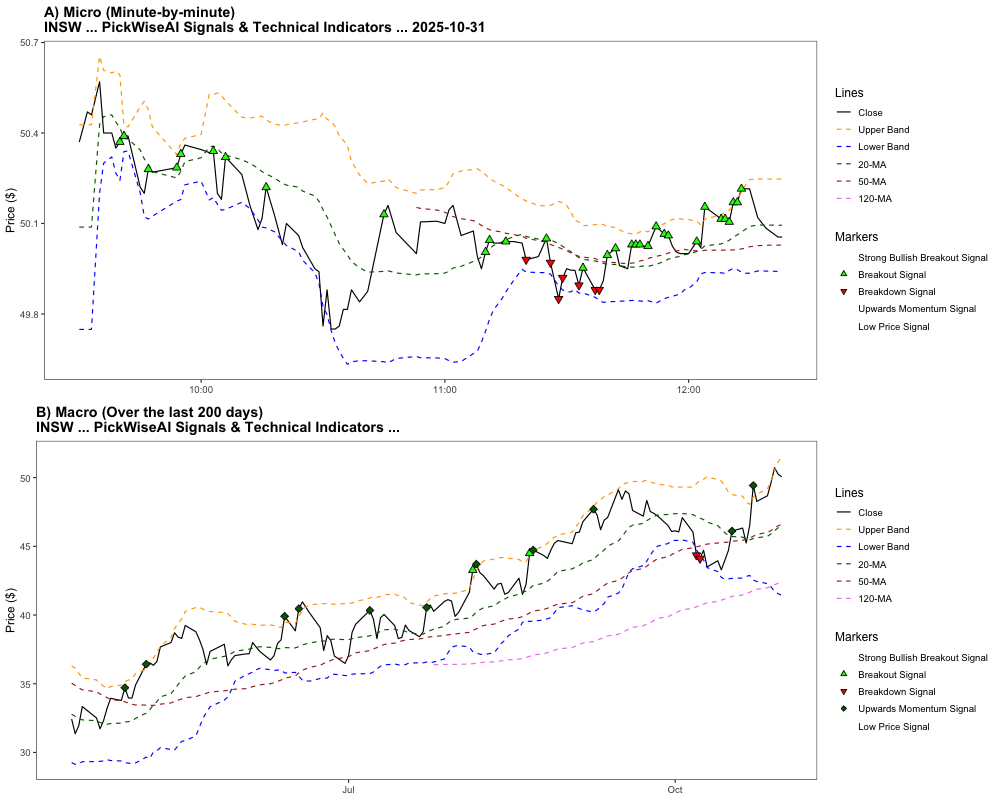 A) Micro (Minute-by-minute)
INSW ... PickWiseAI Signals & Technical Indicators ... 2025-10-31
50.7
50.4
50.1
49.8
Price ($)
10:00
11:00
12:00
Lines
Close
Upper Band
Lower Band
20-MA
50-MA
120-MA
Markers
Strong Bullish Breakout Signal
Breakout Signal
Breakdown Signal
Upwards Momentum Signal
Low Price Signal
B) Macro (Over the last 200 days)
INSW ... PickWiseAI Signals & Technical Indicators ...
50
45
40
35
30
Price ($)
Jul
Oct
Lines
Close
Upper Band
Lower Band
20-MA
50-MA
120-MA
Markers
Strong Bullish Breakout Signal
Breakout Signal
Breakdown Signal
Upwards Momentum Signal
Low Price Signal